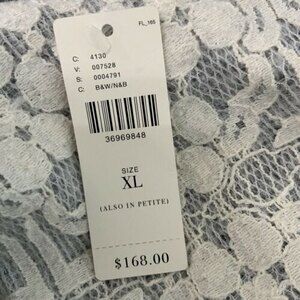 FL_165
C: 4130
V: 007528
S: 0004791
C: B&W/N&B
36969848
SIZE
XL
(ALSO IN PETITE)
$168.00